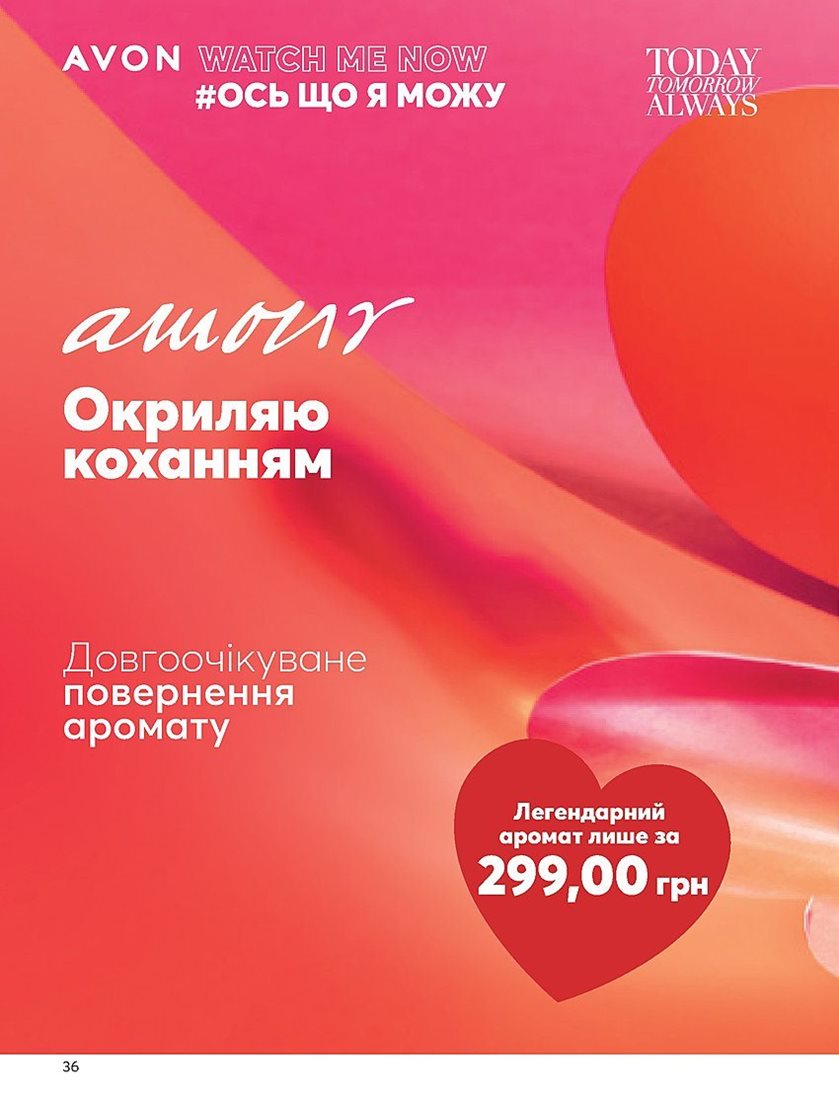 AVON WATCH ME NOW
#ОСЬ ЩО Я МОЖУ
TODAY
TOMORROW
ALWAYS
amour
Окриляю
коханням
Довгоочікуване
повернення
аромату
Легендарний
аромат лише за
299,00 грн
36